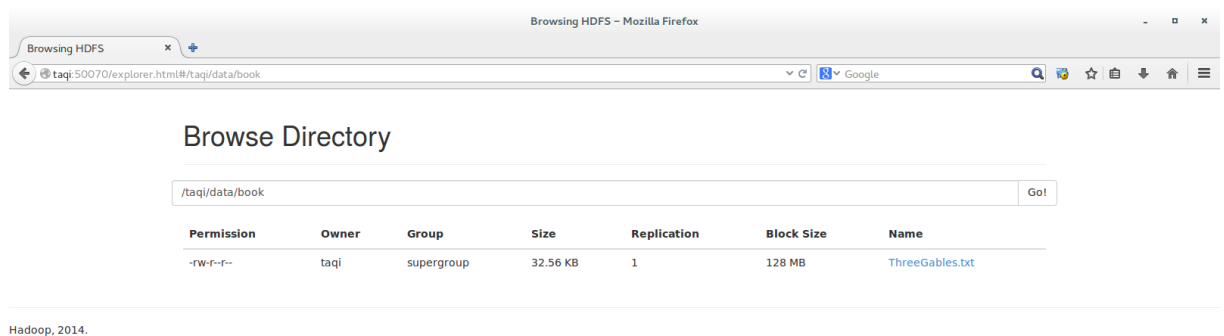 Browsing HDFS - Mozilla Firefox
Browsing HDFS
taqi:50070/explorer.html#/taqi/data/book Google
Browse Directory
/taqi/data/book Go!
Permission Owner Group Size Replication Block Size Name
-rw-r--r-- taqi supergroup 32.56 KB 1 128 MB ThreeGables.txt
Hadoop, 2014.